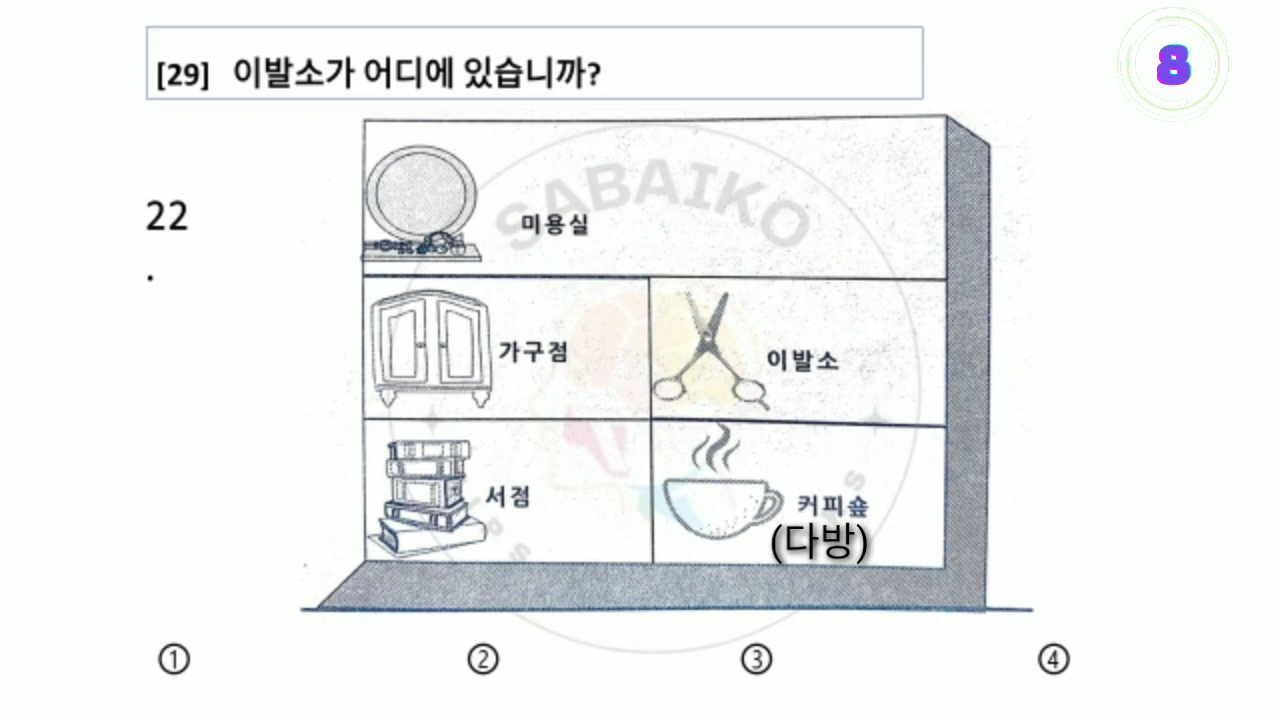 [29] 이발소가 어디에 있습니까?
8
22
.
SABAIKO
미용실
가구점
이발소
서점
커피숖
(다방)
① ② ③ ④